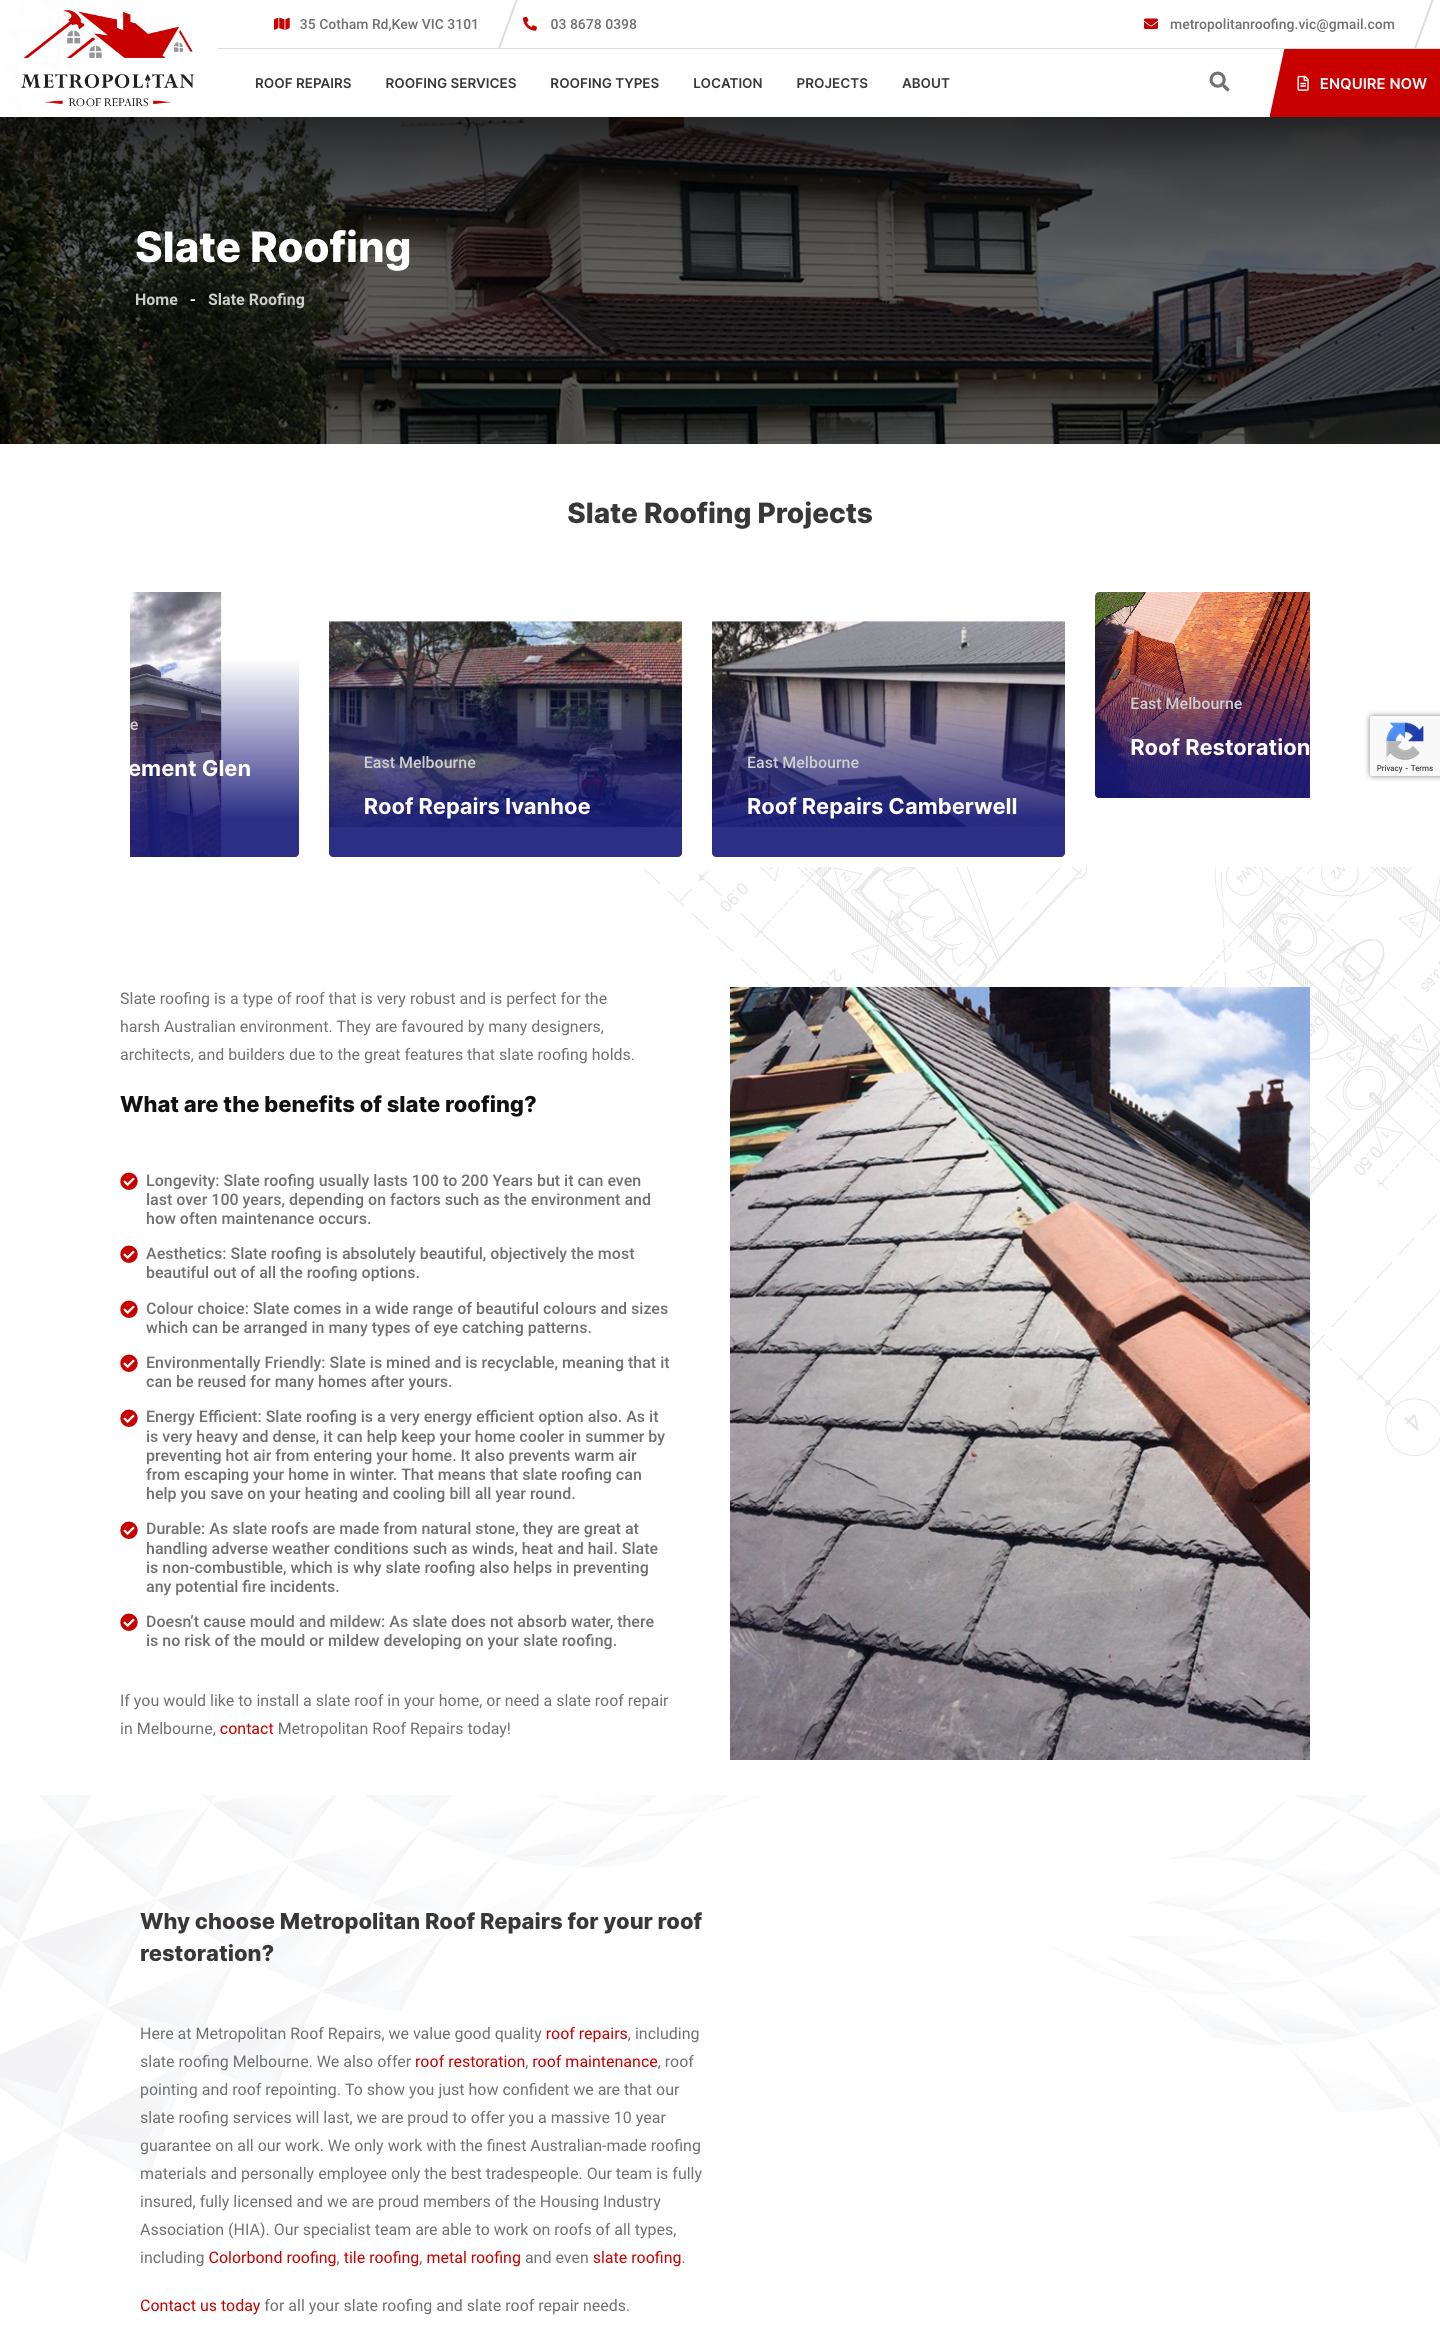 35 Cotham Rd,Kew VIC 3101
03 8678 0398
metropolitanroofing.vic@gmail.com
METROPOLITAN
ROOF REPAIRS
ROOF REPAIRS
ROOFING SERVICES
ROOFING TYPES
LOCATION
PROJECTS
ABOUT
ENQUIRE NOW
Slate Roofing
Home - Slate Roofing
Slate Roofing Projects
e
ement Glen
East Melbourne
Roof Repairs Ivanhoe
East Melbourne
Roof Repairs Camberwell
East Melbourne
Roof Restoration
Privacy - Terms
0.90
Slate roofing is a type of roof that is very robust and is perfect for the
harsh Australian environment. They are favoured by many designers,
architects, and builders due to the great features that slate roofing holds.
What are the benefits of slate roofing?
Longevity: Slate roofing usually lasts 100 to 200 Years but it can even
last over 100 years, depending on factors such as the environment and
how often maintenance occurs.
Aesthetics: Slate roofing is absolutely beautiful, objectively the most
beautiful out of all the roofing options.
Colour choice: Slate comes in a wide range of beautiful colours and sizes
which can be arranged in many types of eye catching patterns.
Environmentally Friendly: Slate is mined and is recyclable, meaning that it
can be reused for many homes after yours.
Energy Efficient: Slate roofing is a very energy efficient option also. As it
is very heavy and dense, it can help keep your home cooler in summer by
preventing hot air from entering your home. It also prevents warm air
from escaping your home in winter. That means that slate roofing can
help you save on your heating and cooling bill all year round.
Durable: As slate roofs are made from natural stone, they are great at
handling adverse weather conditions such as winds, heat and hail. Slate
is non-combustible, which is why slate roofing also helps in preventing
any potential fire incidents.
Doesn’t cause mould and mildew: As slate does not absorb water, there
is no risk of the mould or mildew developing on your slate roofing.
0.50
If you would like to install a slate roof in your home, or need a slate roof repair
in Melbourne, contact Metropolitan Roof Repairs today!
Why choose Metropolitan Roof Repairs for your roof
restoration?
Here at Metropolitan Roof Repairs, we value good quality roof repairs, including
slate roofing Melbourne. We also offer roof restoration, roof maintenance, roof
pointing and roof repointing. To show you just how confident we are that our
slate roofing services will last, we are proud to offer you a massive 10 year
guarantee on all our work. We only work with the finest Australian-made roofing
materials and personally employee only the best tradespeople. Our team is fully
insured, fully licensed and we are proud members of the Housing Industry
Association (HIA). Our specialist team are able to work on roofs of all types,
including Colorbond roofing, tile roofing, metal roofing and even slate roofing.
Contact us today for all your slate roofing and slate roof repair needs.